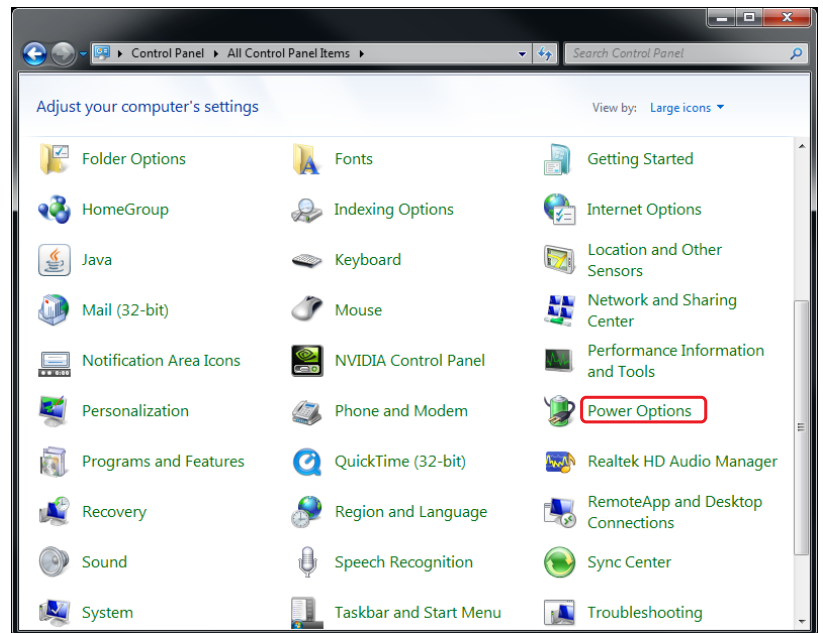 Control Panel ▸ All Control Panel Items ▸
Search Control Panel
Adjust your computer's settings
View by: Large icons
Folder Options
Fonts
Getting Started
HomeGroup
Indexing Options
Internet Options
Java
Keyboard
Location and Other
Sensors
Mail (32-bit)
Mouse
Network and Sharing
Center
Notification Area Icons
NVIDIA Control Panel
Performance Information
and Tools
Personalization
Phone and Modem
Power Options
Programs and Features
QuickTime (32-bit)
Realtek HD Audio Manager
Recovery
Region and Language
RemoteApp and Desktop
Connections
Sound
Speech Recognition
Sync Center
System
Taskbar and Start Menu
Troubleshooting